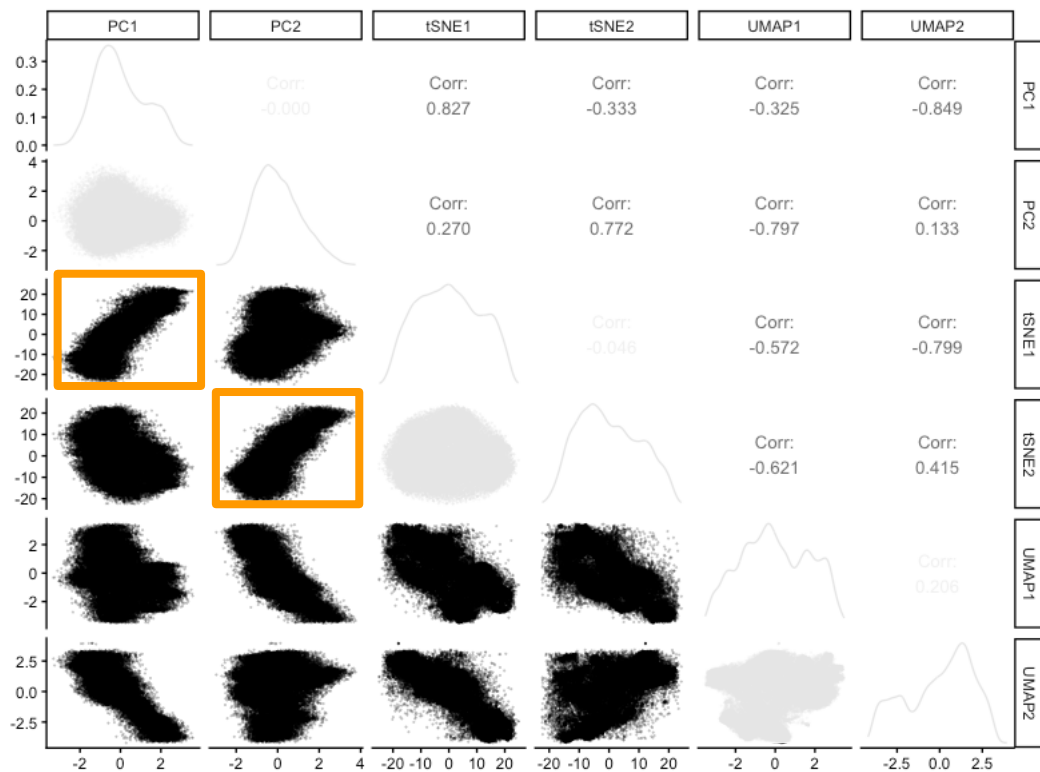 PC1 PC2 tSNE1 tSNE2 UMAP1 UMAP2
0.3
0.2
0.1
0.0
Corr:
-0.000
Corr:
0.827
Corr:
-0.333
Corr:
-0.325
Corr:
-0.849
PC1
4
2
0
-2
Corr:
0.270
Corr:
0.772
Corr:
-0.797
Corr:
0.133
PC2
20
10
0
-10
-20
Corr:
-0.046
Corr:
-0.572
Corr:
-0.799
tSNE1
20
10
0
-10
-20
Corr:
-0.621
Corr:
0.415
tSNE2
2
0
-2
Corr:
0.206
UMAP1
2.5
0.0
-2.5
UMAP2
-2 0 2 -2 0 2 4 -20 -10 0 10 20 -20 -10 0 10 20 -2 0 2 -2.5 0.0 2.5